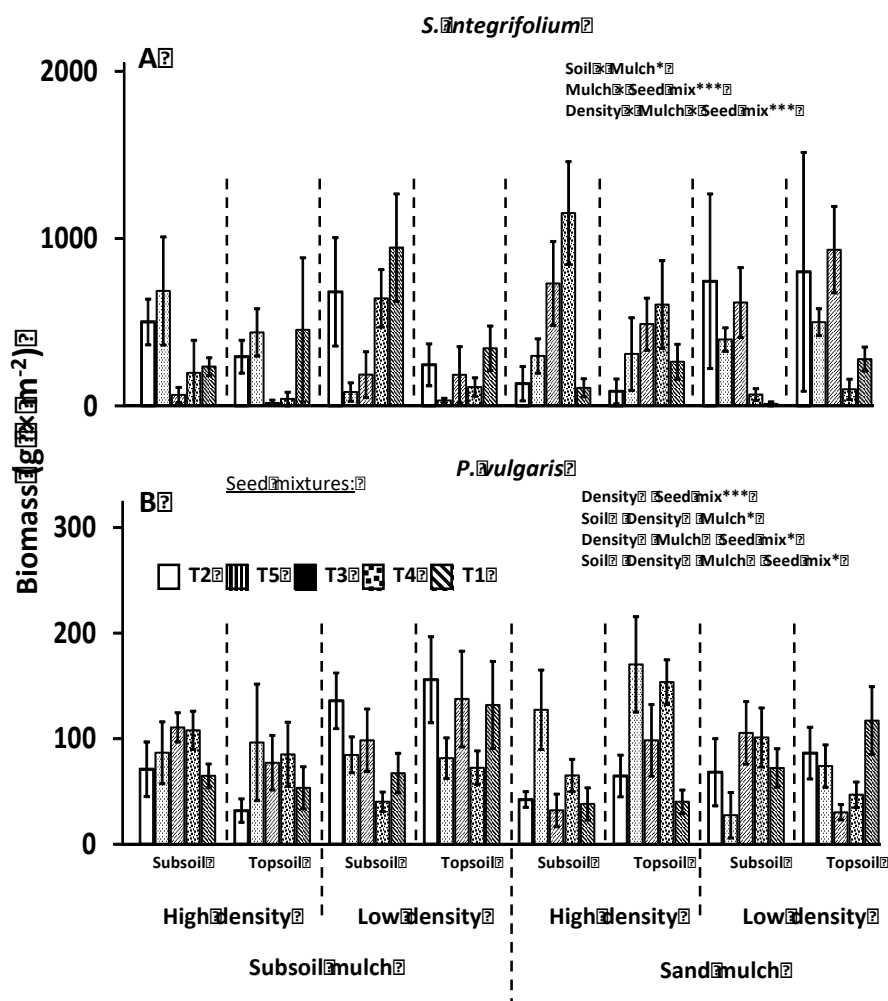 S. integrifolium
A
2000
Soil × Mulch*
Mulch × Seed mix***
Density × Mulch × Seed mix***
1000
0
Biomass (g × m-2)
P. vulgaris
Seed mixtures:
B
Density Seed mix***
Soil Density Mulch*
Density Mulch Seed mix*
Soil Density Mulch Seed mix*
300
T2 T5 T3 T4 T1
200
100
0
Subsoil Topsoil Subsoil Topsoil Subsoil Topsoil Subsoil Topsoil
High density Low density High density Low density
Subsoil mulch Sand mulch